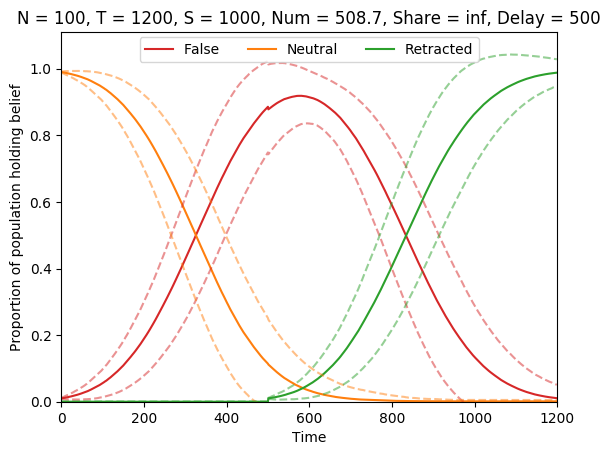 N = 100, T = 1200, S = 1000, Num = 508.7, Share = inf, Delay = 500
False Neutral Retracted
1.0
0.8
0.6
0.4
0.2
0.0
Proportion of population holding belief
0 200 400 600 800 1000 1200
Time